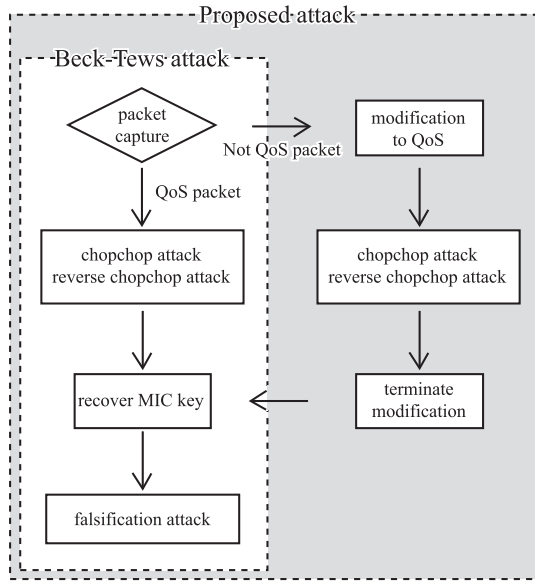 Proposed attack
Beck-Tews attack
packet
capture
Not QoS packet
modification
to QoS
QoS packet
chopchop attack
reverse chopchop attack
chopchop attack
reverse chopchop attack
recover MIC key
terminate
modification
falsification attack